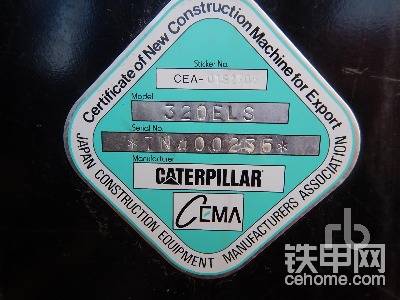 Certificate of New Construction Machine for Export
Sticker No.
CEA-
Model
320ELS
Serial No.
Manufacturer
CATERPILLAR
CEMA
JAPAN CONSTRUCTION EQUIPMENT MANUFACTURERS ASSOCIATION
rb
铁甲网
cehome.com